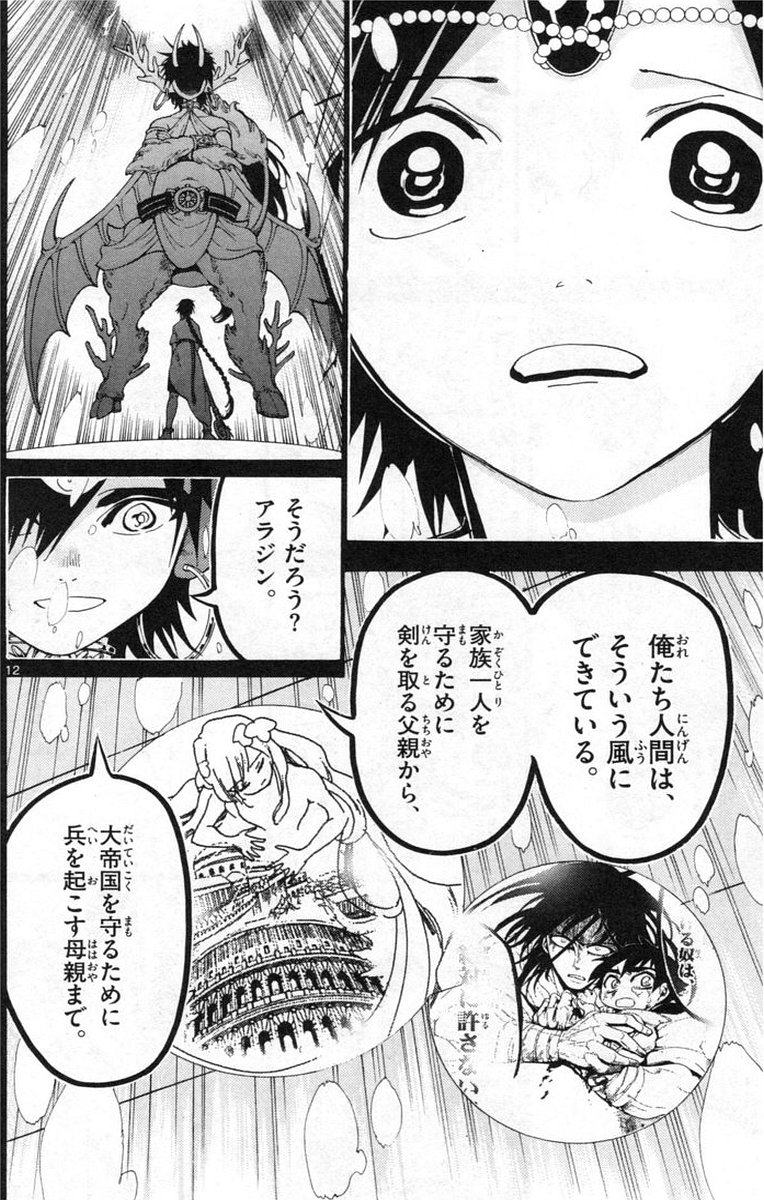 そうだろう?
アラジン。
俺たち人間は、
そういう風に
できている。
家族一人を
守るために
剣を取る父親から、
る奴は、
許さない
大帝国を守るために
兵を起こす母親まで。
12